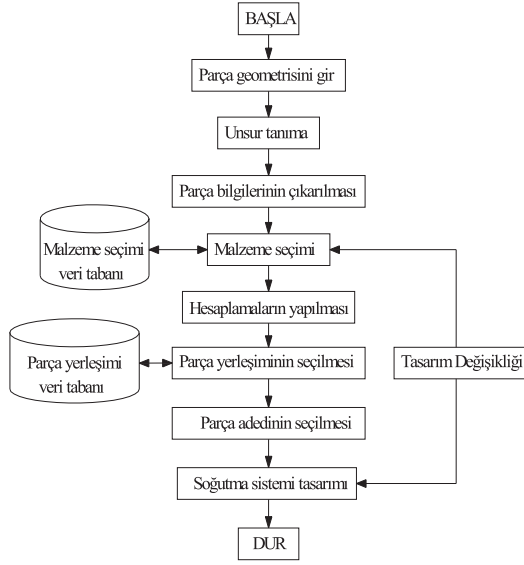 BAŞLA
Parça geometrisini gir
Unsur tanıma
Parça bilgilerinin çıkarılması
Malzeme seçimi
veri tabanı
Malzeme seçimi
Hesaplamaların yapılması
Parça yerleşimi
veri tabanı
Parça yerleşiminin seçilmesi
Tasarım Değişikliği
Parça adedinin seçilmesi
Soğutma sistemi tasarımı
DUR